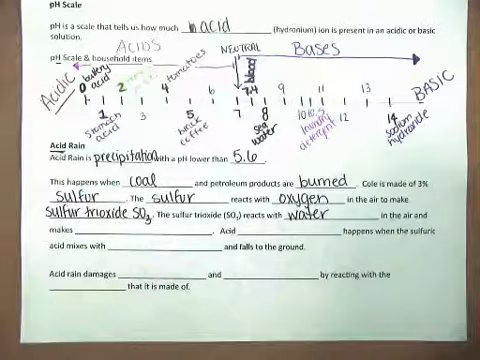 pH Scale
pH is a scale that tells us how much acid (hydronium) ion is present in an acidic or basic
solution.
ACIDS NEUTRAL Bases
pH Scale & household items
Acidic 0 battery acid 2 4 tomatoes 6 7.4 blood 9 11 13 BASIC
1 stomach acid 3 5 black coffee 7 8 sea water 10 10.5 laundry detergent 12 14 sodium hydroxide
Acid Rain
Acid Rain is precipitation with a pH lower than 5.6
This happens when coal and petroleum products are burned. Cole is made of 3%
sulfur. The sulfur reacts with oxygen in the air to make
sulfur trioxide SO3. The sulfur trioxide (SO3) reacts with water in the air and
makes. Acid happens when the sulfuric
acid mixes with and falls to the ground.
Acid rain damages and by reacting with the
that it is made of.